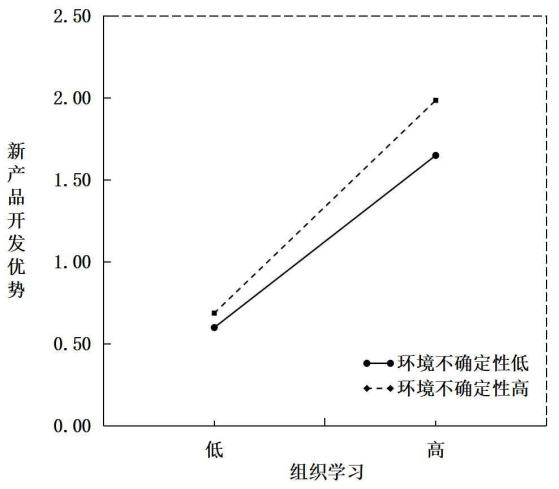 2.50
2.00
1.50
1.00
0.50
0.00
新产品开发优势
环境不确定性低
环境不确定性高
低
高
组织学习